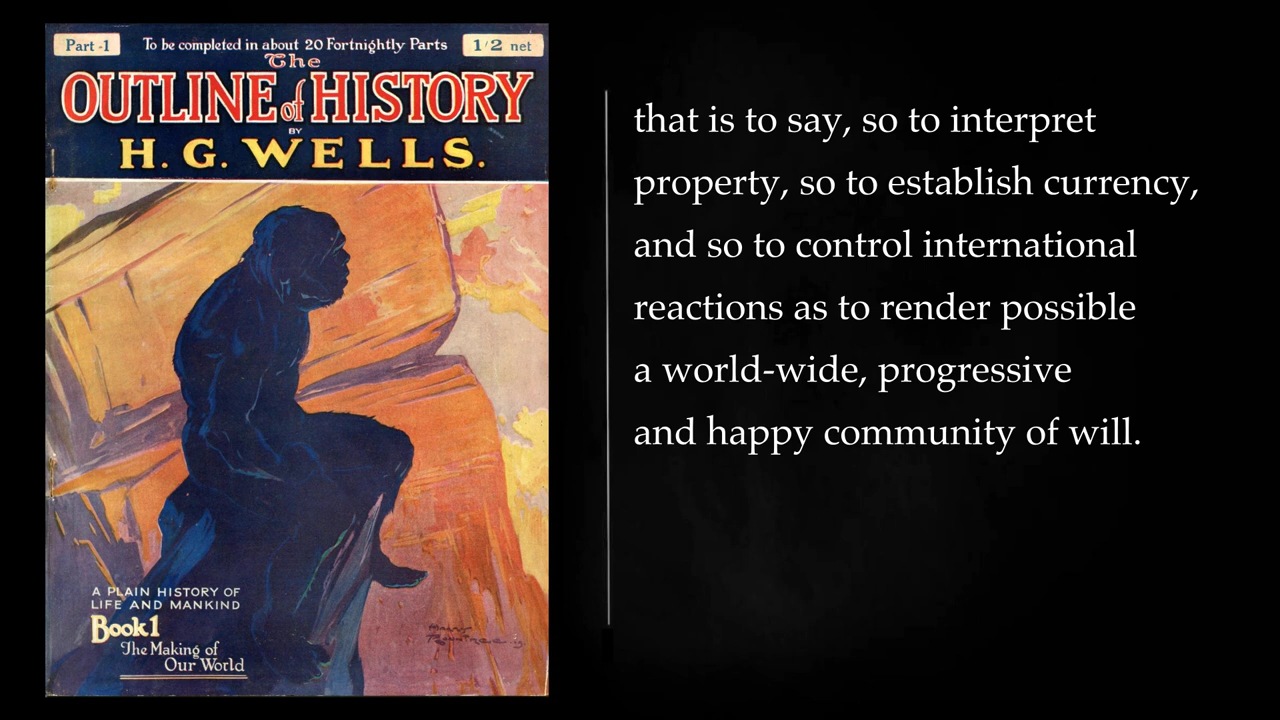 Part -1
To be completed in about 20 Fortnightly Parts
1/2 net
The
OUTLINE of HISTORY
BY
H. G. WELLS.
A PLAIN HISTORY OF
LIFE AND MANKIND
Book 1
The Making of
Our World
that is to say, so to interpret
property, so to establish currency,
and so to control international
reactions as to render possible
a world-wide, progressive
and happy community of will.